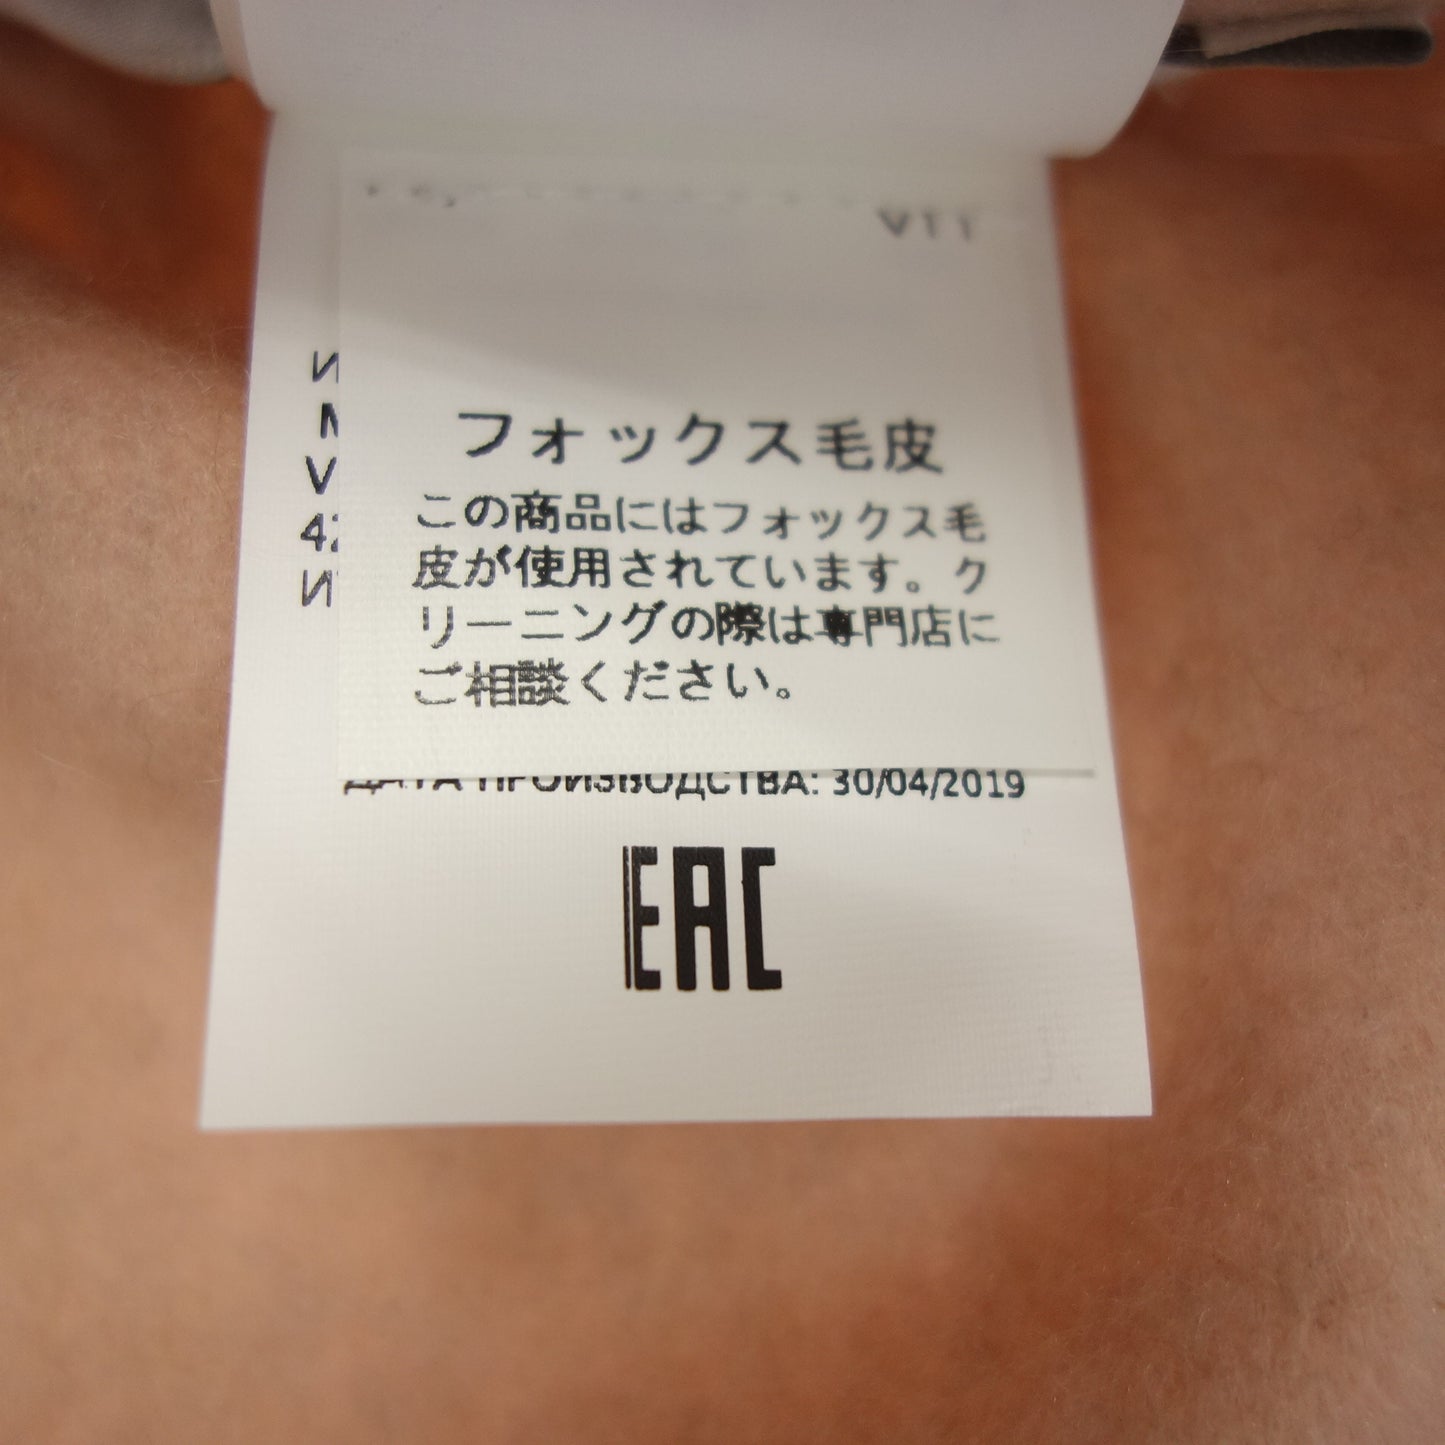 フォックス毛皮
この商品にはフォックス毛
皮が使用されています。ク
リーニングの際は専門店に
ご相談ください。
ДАТА ПРОИЗВОДСТВА: 30/04/2019
EAC